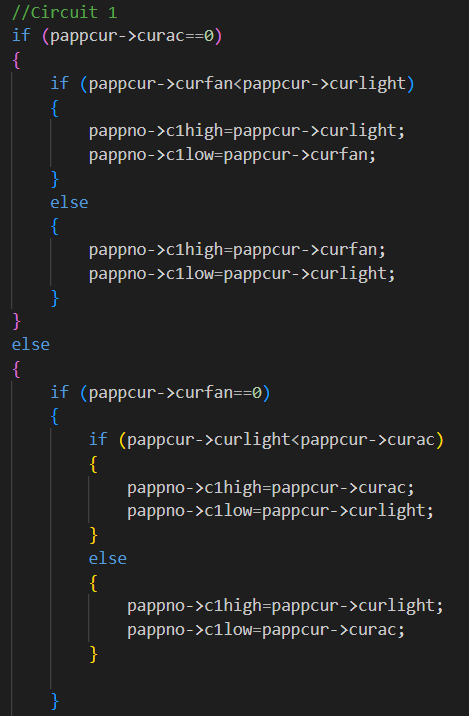 //Circuit 1
if (pappcur->curac==0)
{
    if (pappcur->curfan<pappcur->curlight)
    {
        pappno->c1high=pappcur->curlight;
        pappno->c1low=pappcur->curfan;
    }
    else
    {
        pappno->c1high=pappcur->curfan;
        pappno->c1low=pappcur->curlight;
    }
}
else
{
    if (pappcur->curfan==0)
    {
        if (pappcur->curlight<pappcur->curac)
        {
            pappno->c1high=pappcur->curac;
            pappno->c1low=pappcur->curlight;
        }
        else
        {
            pappno->c1high=pappcur->curlight;
            pappno->c1low=pappcur->curac;
        }

    }